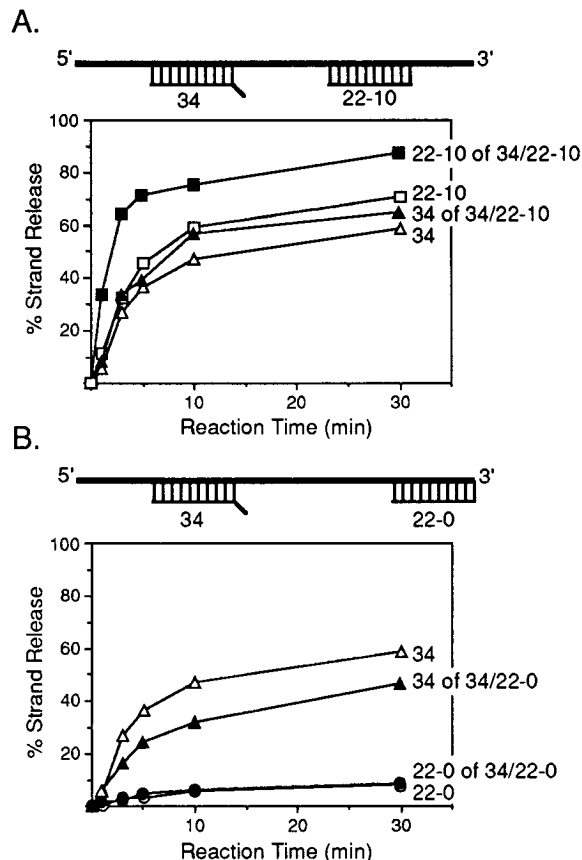 A.
5' 3'
34 22-10
100
80
60
40
20
% Strand Release
22-10 of 34/22-10
22-10
34 of 34/22-10
34
10 20 30
Reaction Time (min)
B.
5' 3'
34 22-0
100
80
60
40
20
% Strand Release
34
34 of 34/22-0
22-0 of 34/22-0
22-0
10 20 30
Reaction Time (min)